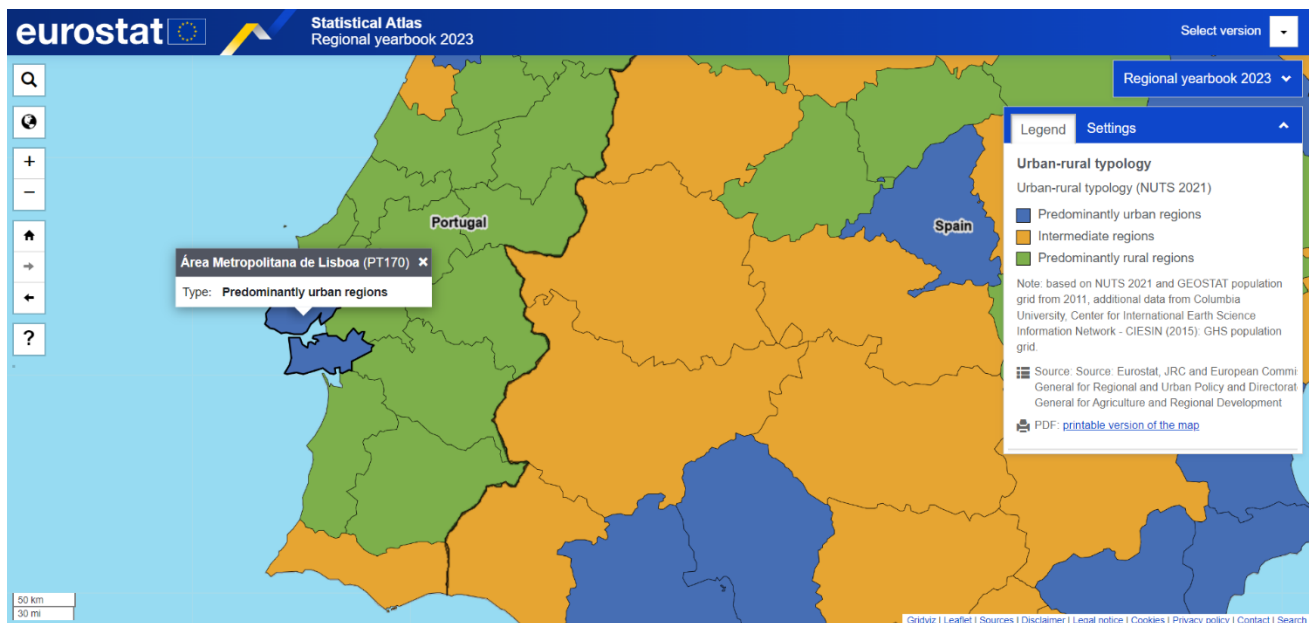 eurostat
Statistical Atlas
Regional yearbook 2023
Select version
Regional yearbook 2023
Legend
Settings
Urban-rural typology
Urban-rural typology (NUTS 2021)
Predominantly urban regions
Intermediate regions
Predominantly rural regions
Note: based on NUTS 2021 and GEOSTAT population
grid from 2011, additional data from Columbia
University, Center for International Earth Science
Information Network - CIESIN (2015): GHS population
grid.
Source: Source: Eurostat, JRC and European Commi
General for Regional and Urban Policy and Directorat
General for Agriculture and Regional Development
PDF: printable version of the map
+
−
?
Portugal
Spain
Área Metropolitana de Lisboa (PT170) ×
Type: Predominantly urban regions
50 km
30 mi
Gridviz | Leaflet | Sources | Disclaimer | Legal notice | Cookies | Privacy policy | Contact | Search